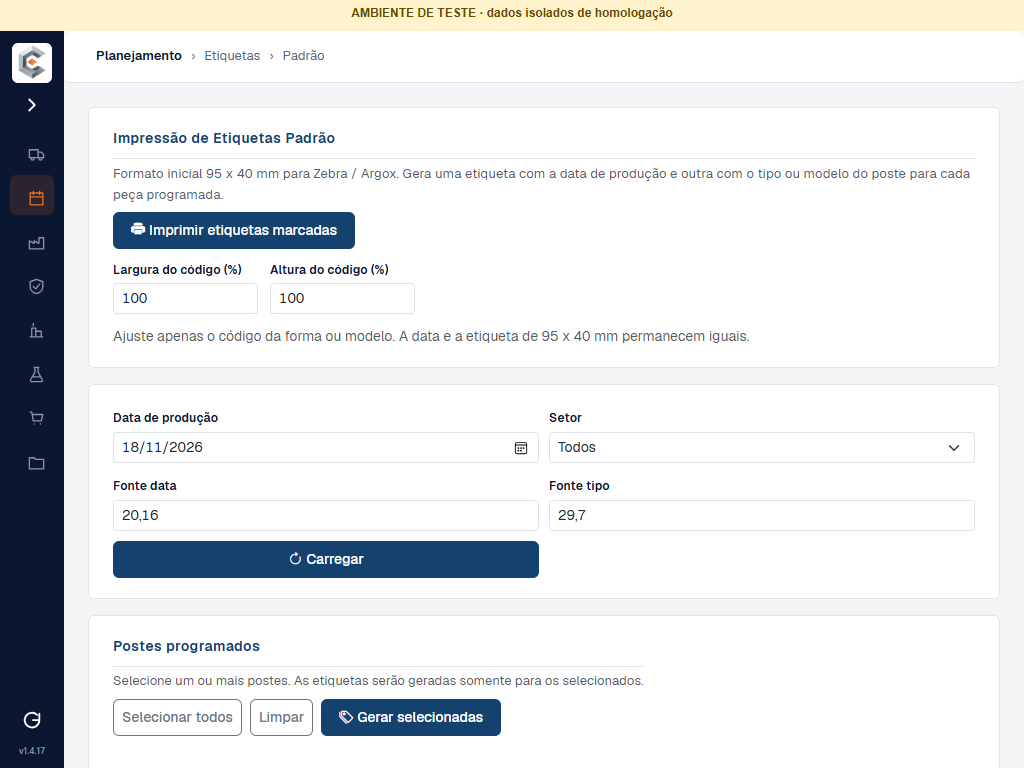 AMBIENTE DE TESTE · dados isolados de homologação
Planejamento › Etiquetas › Padrão
Impressão de Etiquetas Padrão
Formato inicial 95 x 40 mm para Zebra / Argox. Gera uma etiqueta com a data de produção e outra com o tipo ou modelo do poste para cada
peça programada.
Imprimir etiquetas marcadas
Largura do código (%) Altura do código (%)
100 100
Ajuste apenas o código da forma ou modelo. A data e a etiqueta de 95 x 40 mm permanecem iguais.
Data de produção Setor
18/11/2026 Todos
Fonte data Fonte tipo
20,16 29,7
Carregar
Postes programados
Selecione um ou mais postes. As etiquetas serão geradas somente para os selecionados.
Selecionar todos Limpar Gerar selecionadas
v1.4.17